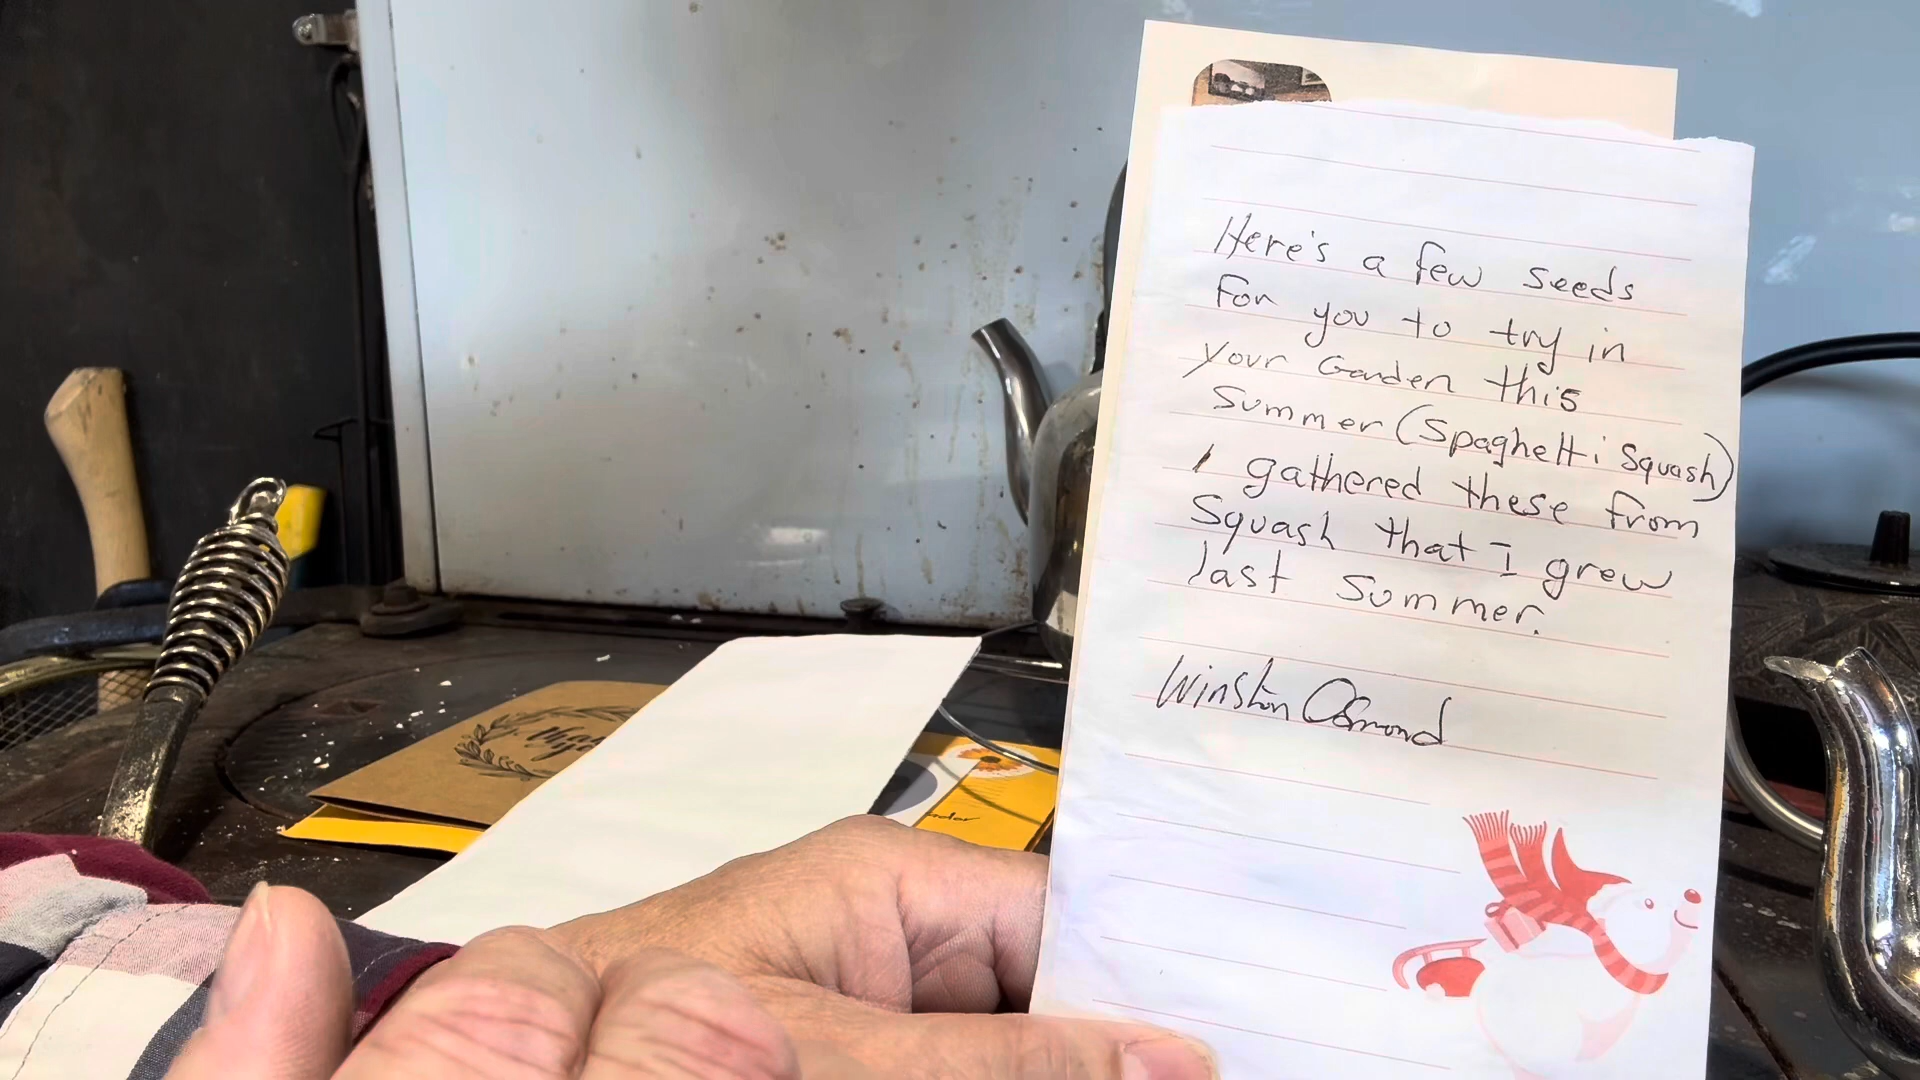 Here's a few seeds
For you to try in
your Garden this
Summer (Spaghetti Squash)
I gathered these from
Squash that I grew
last Summer.
Winston Osmond